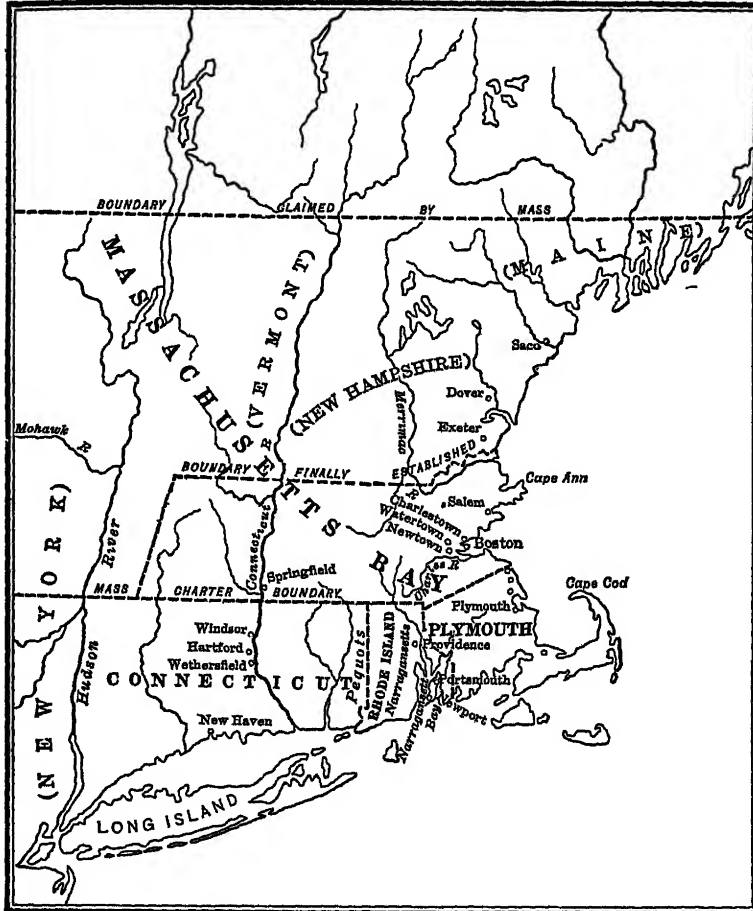 BOUNDARY CLAIMED BY MASS
MASSACHUSETTS BAY
(MAINE)
(VERMONT)
(NEW HAMPSHIRE)
Saco
Dover
Merrimac R
Exeter
Mohawk R
BOUNDARY FINALLY ESTABLISHED
Cape Ann
Salem
Charlestown
Watertown
Newtown
Boston
Charles R
(NEW YORK)
Hudson River
Connecticut R
Springfield
Cape Cod
MASS CHARTER BOUNDARY
Plymouth
Windsor
PLYMOUTH
Hartford
Providence
Wethersfield
CONNECTICUT
Pequots
RHODE ISLAND
Narragansetts
Portsmouth
Newport
Narragansett Bay
New Haven
LONG ISLAND